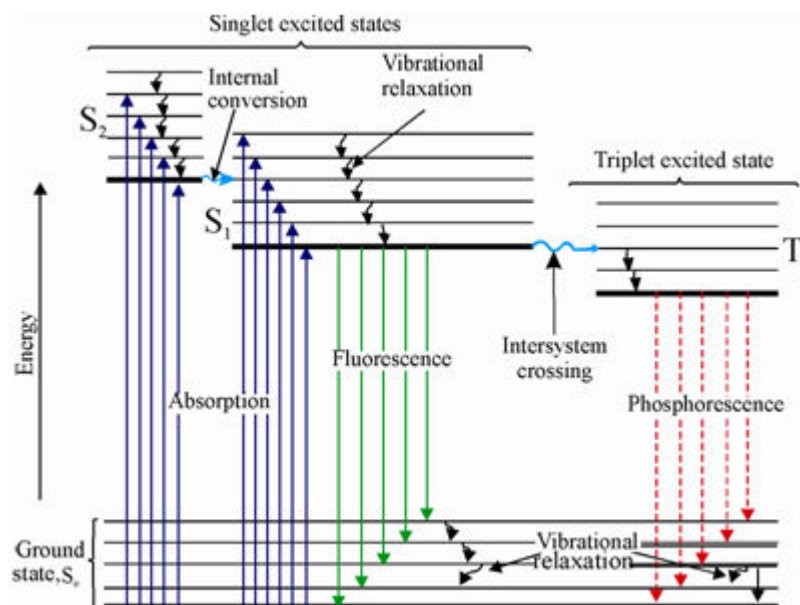 Singlet excited states
Internal
conversion
Vibrational
relaxation
S2
Triplet excited state
S1
T
Energy
Fluorescence
Intersystem
crossing
Absorption
Phosphorescence
Ground
state,So
Vibrational
relaxation